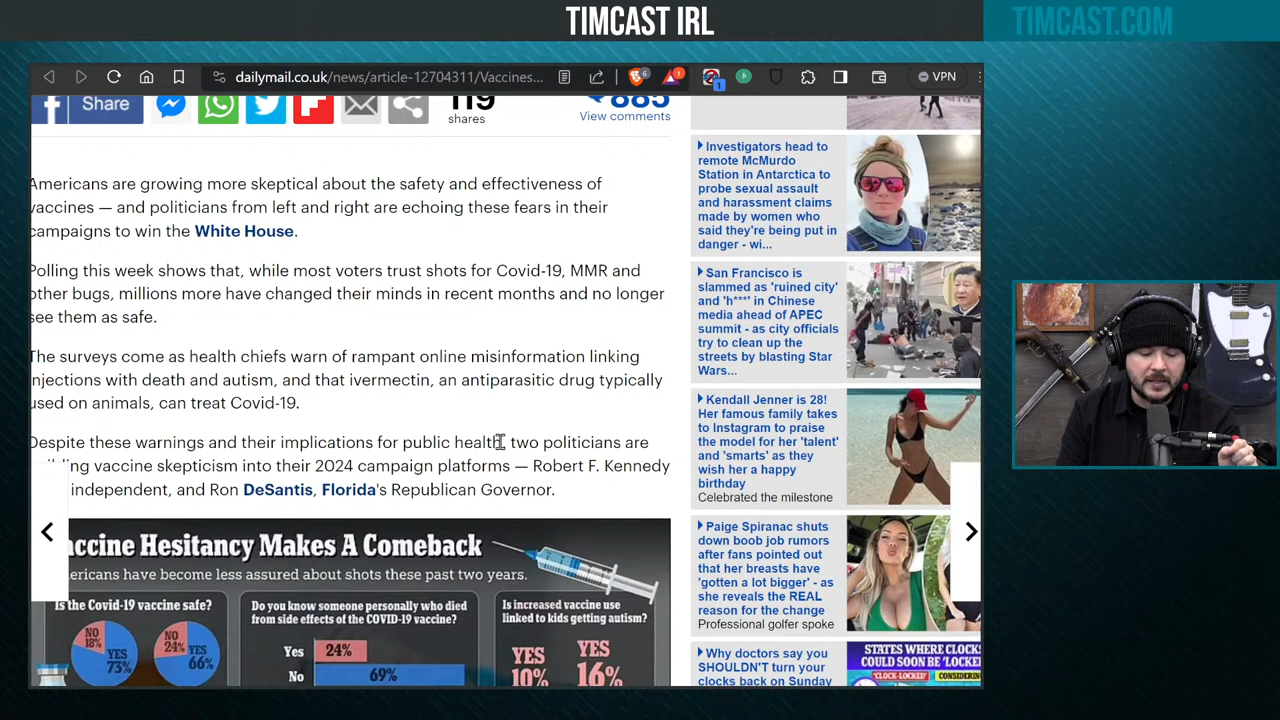 TIMCAST IRL
TIMCAST.COM
dailymail.co.uk/news/article-12704311/Vaccines...
6
1
1
VPN
Share
119
shares
885
View comments
Americans are growing more skeptical about the safety and effectiveness of
vaccines — and politicians from left and right are echoing these fears in their
campaigns to win the White House.
Polling this week shows that, while most voters trust shots for Covid-19, MMR and
other bugs, millions more have changed their minds in recent months and no longer
see them as safe.
The surveys come as health chiefs warn of rampant online misinformation linking
injections with death and autism, and that ivermectin, an antiparasitic drug typically
used on animals, can treat Covid-19.
Despite these warnings and their implications for public health, two politicians are
vaccine skepticism into their 2024 campaign platforms — Robert F. Kennedy
independent, and Ron DeSantis, Florida's Republican Governor.
Vaccine Hesitancy Makes A Comeback
Americans have become less assured about shots these past two years.
Is the Covid-19 vaccine safe?
NO
18%
YES
73%
NO
24%
YES
66%
Do you know someone personally who died
from side effects of the COVID-19 vaccine?
Yes
24%
No
69%
Is increased vaccine use
linked to kids getting autism?
YES
10%
YES
16%
Investigators head to
remote McMurdo
Station in Antarctica to
probe sexual assault
and harassment claims
made by women who
said they're being put in
danger - wi...
San Francisco is
slammed as 'ruined city'
and 'h***' in Chinese
media ahead of APEC
summit - as city officials
try to clean up the
streets by blasting Star
Wars...
Kendall Jenner is 28!
Her famous family takes
to Instagram to praise
the model for her 'talent'
and 'smarts' as they
wish her a happy
birthday
Celebrated the milestone
Paige Spiranac shuts
down boob job rumors
after fans pointed out
that her breasts have
'gotten a lot bigger' - as
she reveals the REAL
reason for the change
Professional golfer spoke
Why doctors say you
SHOULDN'T turn your
clocks back on Sunday
STATES WHERE CLOCKS
COULD SOON BE 'LOCKED
'CLOCK-LOCKED'